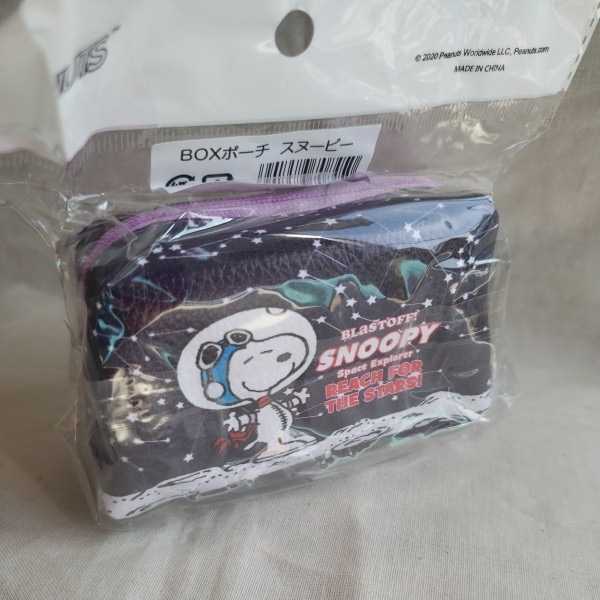 © 2020 Peanuts Worldwide LLC, Peanuts.com
MADE IN CHINA
BOXポーチ スヌーピー
BLASTOFF!
SNOOPY
Space Explorer
REACH FOR
THE STARS!